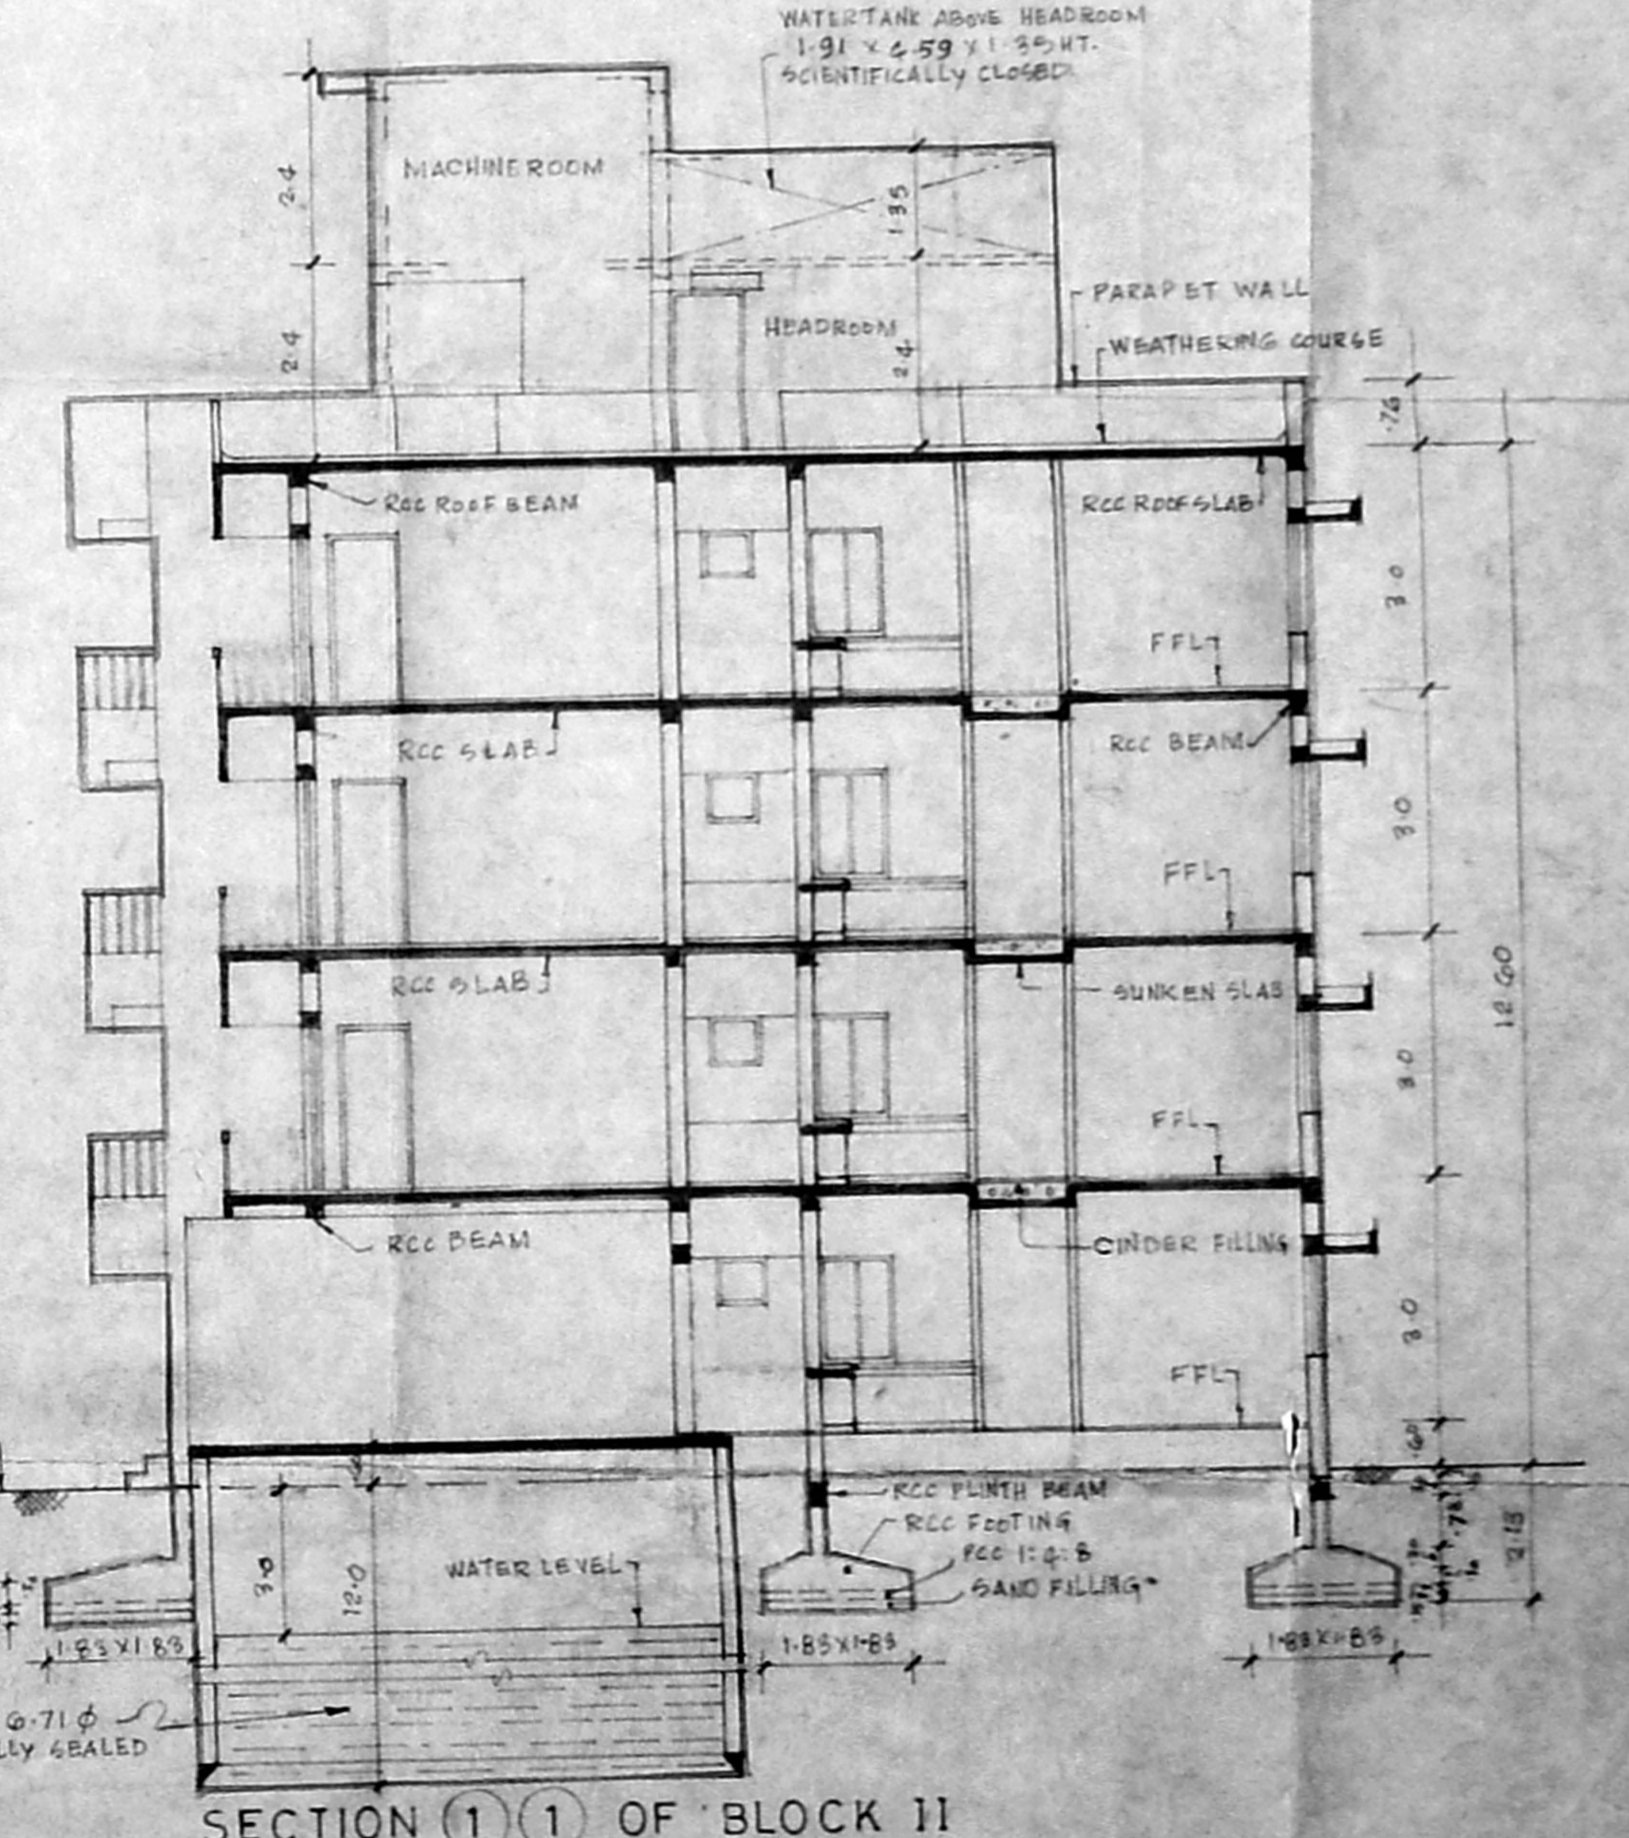 WATER TANK ABOVE HEADROOM
1.91 X 4.59 X 1.35 HT.
SCIENTIFICALLY CLOSED.
MACHINE ROOM
2.4
1.35
PARAPET WALL
HEADROOM
WEATHERING COURSE
2.4
2.4
.76
RCC ROOF BEAM
RCC ROOF SLAB
3.0
FFL
RCC SLAB
RCC BEAM
3.0
FFL
RCC SLAB
SUNKEN SLAB
12.60
3.0
FFL
RCC BEAM
CINDER FILLING
3.0
FFL
.60
RCC PLINTH BEAM
RCC FOOTING
.78
2.13
PCC 1:4:8
WATER LEVEL
3.0
12.0
SAND FILLING
1.83 X 1.83
1.83 X 1.83
1.83 X 1.83
6.71 φ
LLY SEALED
SECTION 1 1 OF BLOCK II